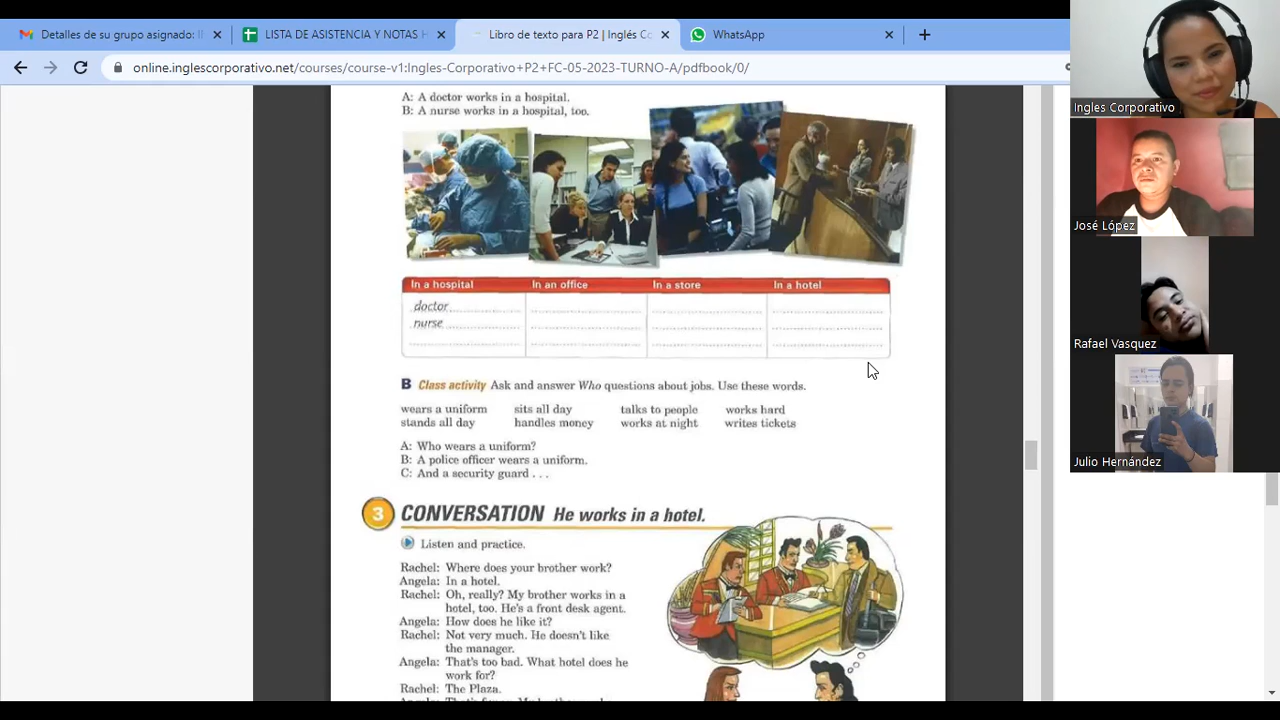 Detalles de su grupo asignado: I
LISTA DE ASISTENCIA Y NOTAS H
Libro de texto para P2 | Inglés Co
WhatsApp
online.inglescorporativo.net/courses/course-v1:Ingles-Corporativo+P2+FC-05-2023-TURNO-A/pdfbook/0/
Ingles Corporativo
José López
Rafael Vasquez
Julio Hernández
A: A doctor works in a hospital.
B: A nurse works in a hospital, too.
In a hospital In an office In a store In a hotel
doctor
nurse
B Class activity Ask and answer Who questions about jobs. Use these words.
wears a uniform sits all day talks to people works hard
stands all day handles money works at night writes tickets
A: Who wears a uniform?
B: A police officer wears a uniform.
C: And a security guard . . .
3 CONVERSATION He works in a hotel.
Listen and practice.
Rachel: Where does your brother work?
Angela: In a hotel.
Rachel: Oh, really? My brother works in a
hotel, too. He's a front desk agent.
Angela: How does he like it?
Rachel: Not very much. He doesn't like
the manager.
Angela: That's too bad. What hotel does he
work for?
Rachel: The Plaza.